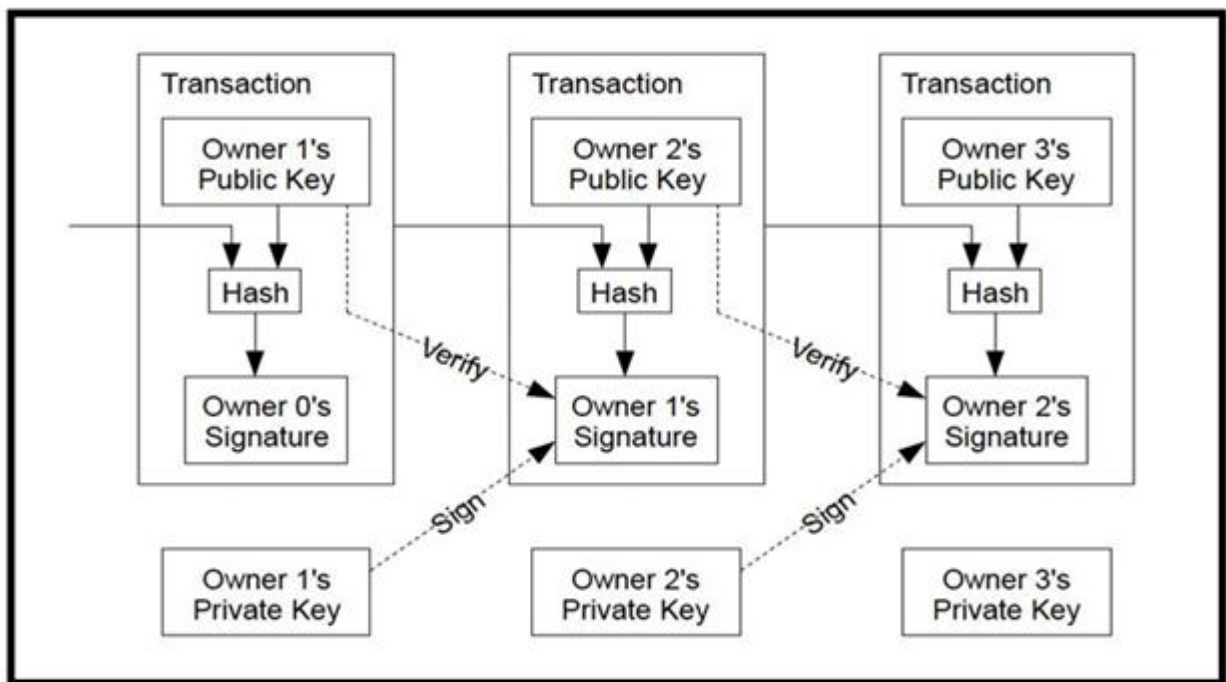 Transaction
Owner 1's
Public Key
Hash
Owner 0's
Signature
Transaction
Owner 2's
Public Key
Hash
Verify
Owner 1's
Signature
Transaction
Owner 3's
Public Key
Hash
Verify
Owner 2's
Signature
Sign
Sign
Owner 1's
Private Key
Owner 2's
Private Key
Owner 3's
Private Key